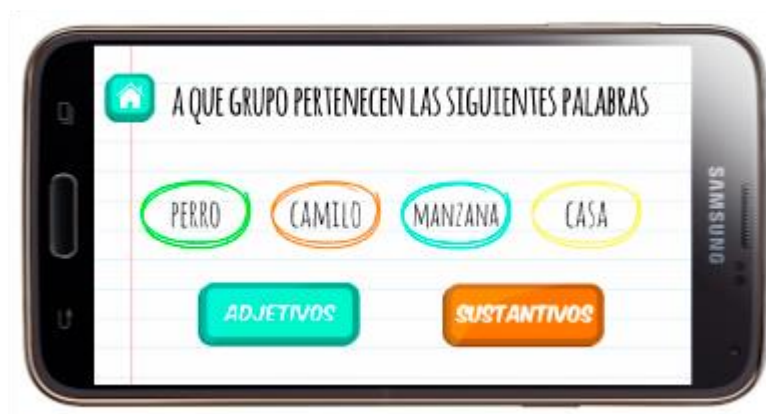 A QUE GRUPO PERTENECEN LAS SIGUIENTES PALABRAS
PERRO CAMILO MANZANA CASA
ADJETIVOS SUSTANTIVOS
SAMSUNG